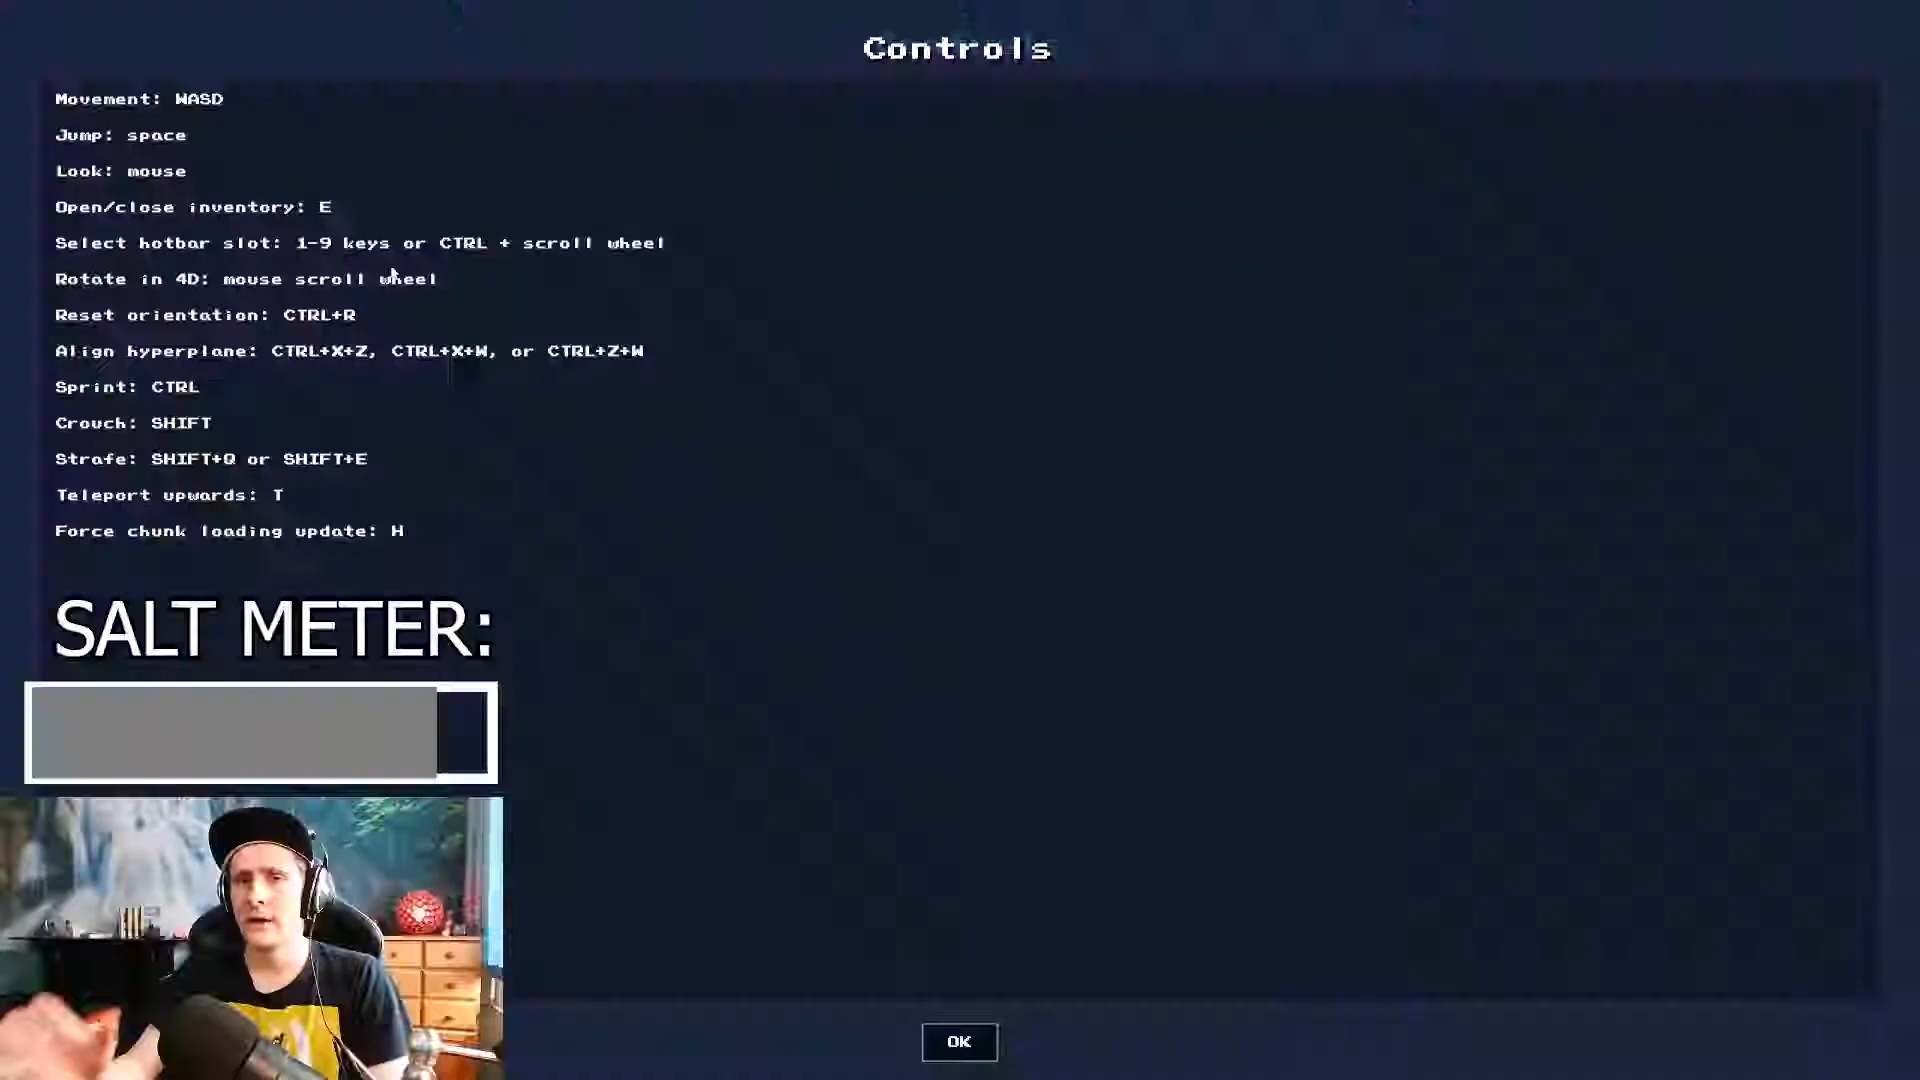 Controls
Movement: WASD
Jump: space
Look: mouse
Open/close inventory: E
Select hotbar slot: 1-9 keys or CTRL + scroll wheel
Rotate in 4D: mouse scroll wheel
Reset orientation: CTRL+R
Align hyperplane: CTRL+X+Z, CTRL+X+W, or CTRL+Z+W
Sprint: CTRL
Crouch: SHIFT
Strafe: SHIFT+Q or SHIFT+E
Teleport upwards: T
Force chunk loading update: H
SALT METER:
OK